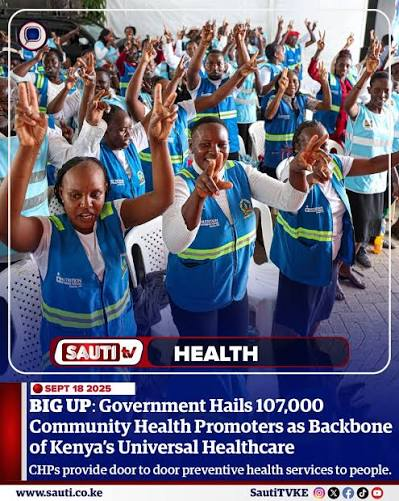 SAUTI tv
HEALTH
SEPT 18 2025
BIG UP: Government Hails 107,000
Community Health Promoters as Backbone
of Kenya's Universal Healthcare
CHPs provide door to door preventive health services to people.
www.sauti.co.ke
SautiTVKE